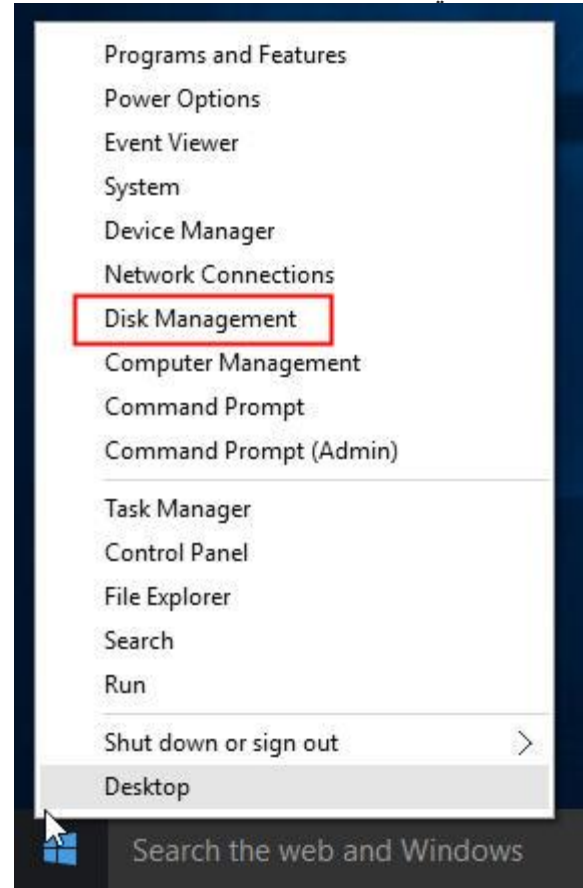 Programs and Features
Power Options
Event Viewer
System
Device Manager
Network Connections
Disk Management
Computer Management
Command Prompt
Command Prompt (Admin)
Task Manager
Control Panel
File Explorer
Search
Run
Shut down or sign out
Desktop
Search the web and Windows